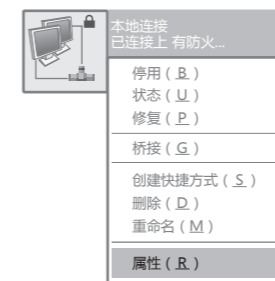 本地连接
已连接上 有防火...
停用（B）
状态（U）
修复（P）
桥接（G）
创建快捷方式（S）
删除（D）
重命名（M）
属性（R）